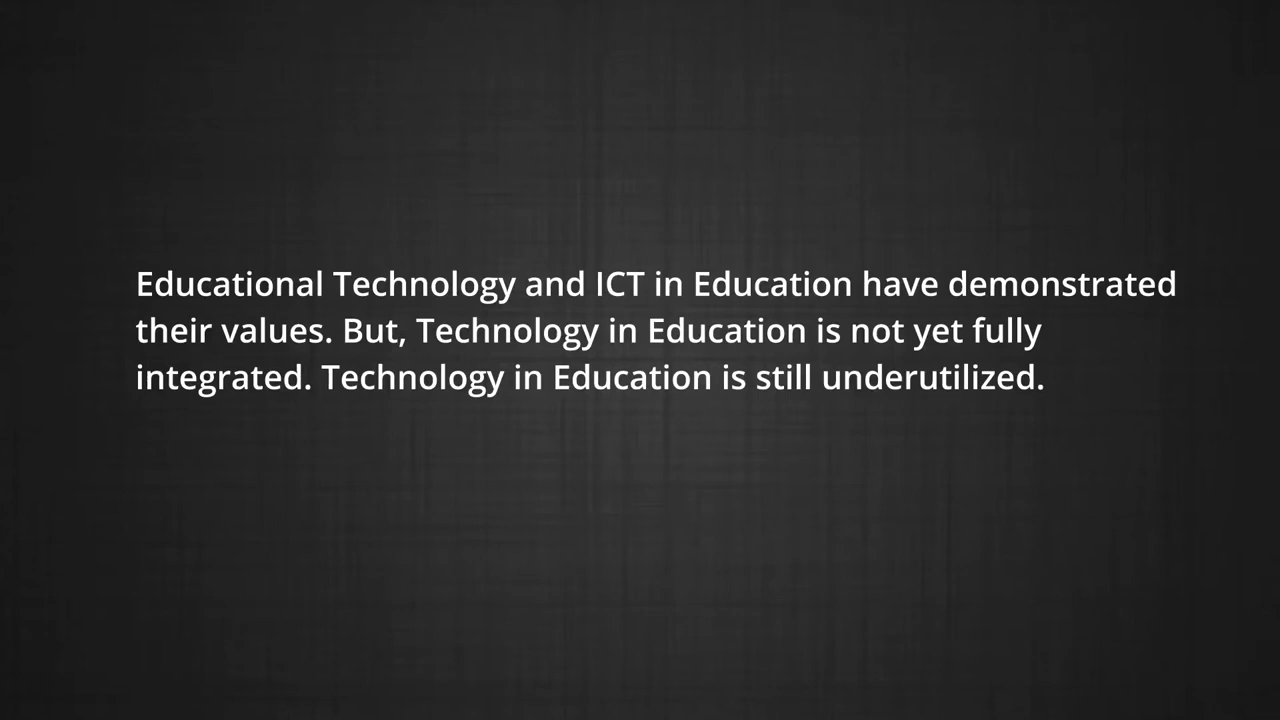 Educational Technology and ICT in Education have demonstrated
their values. But, Technology in Education is not yet fully
integrated. Technology in Education is still underutilized.